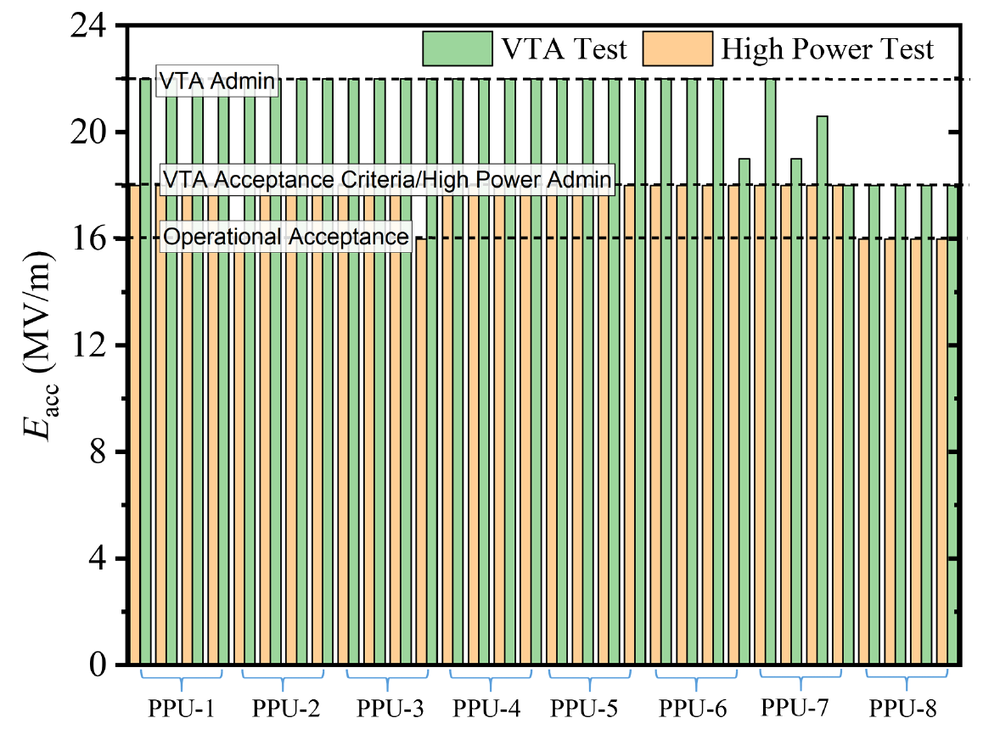 24
VTA Test
High Power Test
VTA Admin
20
VTA Acceptance Criteria/High Power Admin
Operational Acceptance
16
12
8
4
0
Eacc (MV/m)
PPU-1
PPU-2
PPU-3
PPU-4
PPU-5
PPU-6
PPU-7
PPU-8